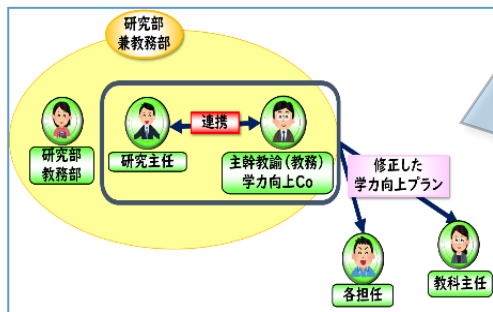 研究部
兼教務部
研究部
教務部
研究主任
連携
主幹教諭(教務)
学力向上Co
修正した
学力向上プラン
各担任
教科主任